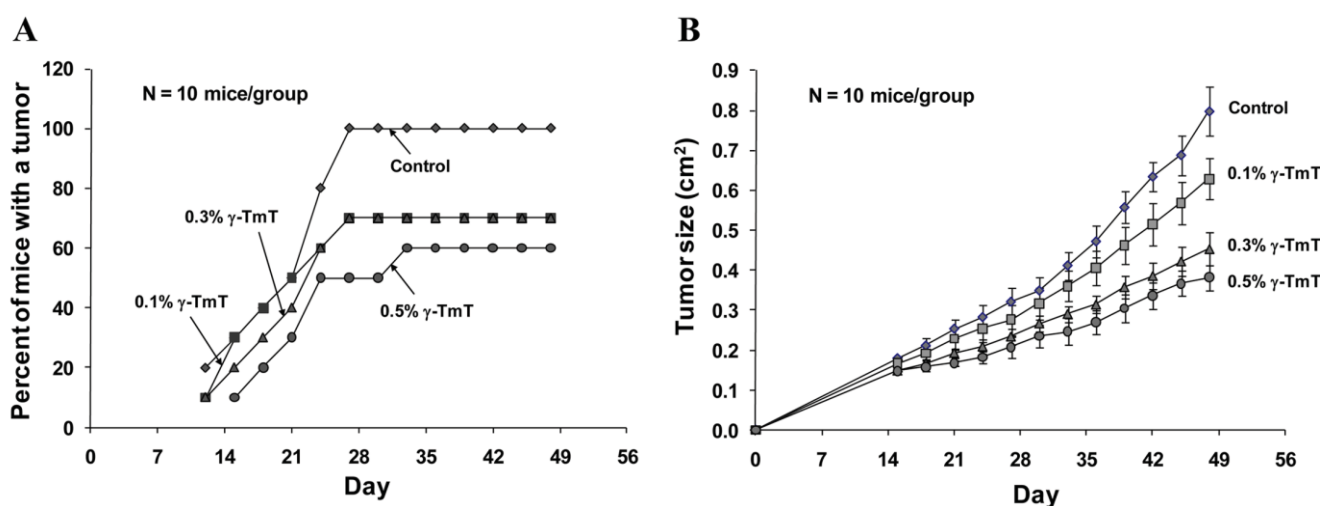 A
Percent of mice with a tumor
120
100
80
60
40
20
0
N = 10 mice/group
Control
0.3% γ-TmT
0.1% γ-TmT
0.5% γ-TmT
0 7 14 21 28 35 42 49 56
Day
B
Tumor size (cm²)
0.9
0.8
0.7
0.6
0.5
0.4
0.3
0.2
0.1
0.0
N = 10 mice/group
Control
0.1% γ-TmT
0.3% γ-TmT
0.5% γ-TmT
0 7 14 21 28 35 42 49 56
Day